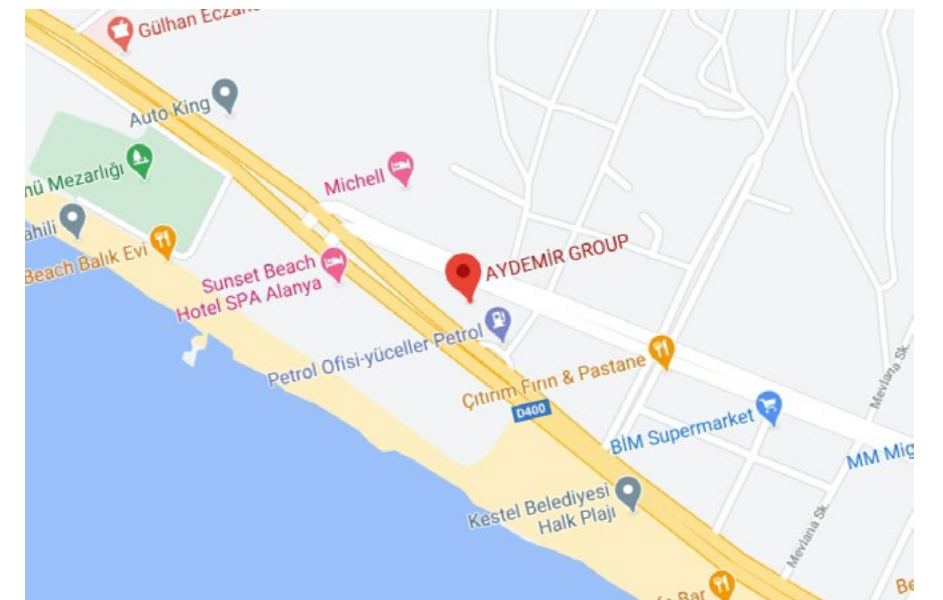 Gülhan Eczane
Auto King
nü Mezarlığı
Michell
ahili
Beach Balık Evi
AYDEMİR GROUP
Sunset Beach
Hotel SPA Alanya
Petrol Ofisi-yüceller Petrol
Çıtırım Fırın & Pastane
D400
Mevlana Sk.
BİM Supermarket
MM Mig
Kestel Belediyesi
Halk Plajı
Mevlana Sk.
Be
Bar